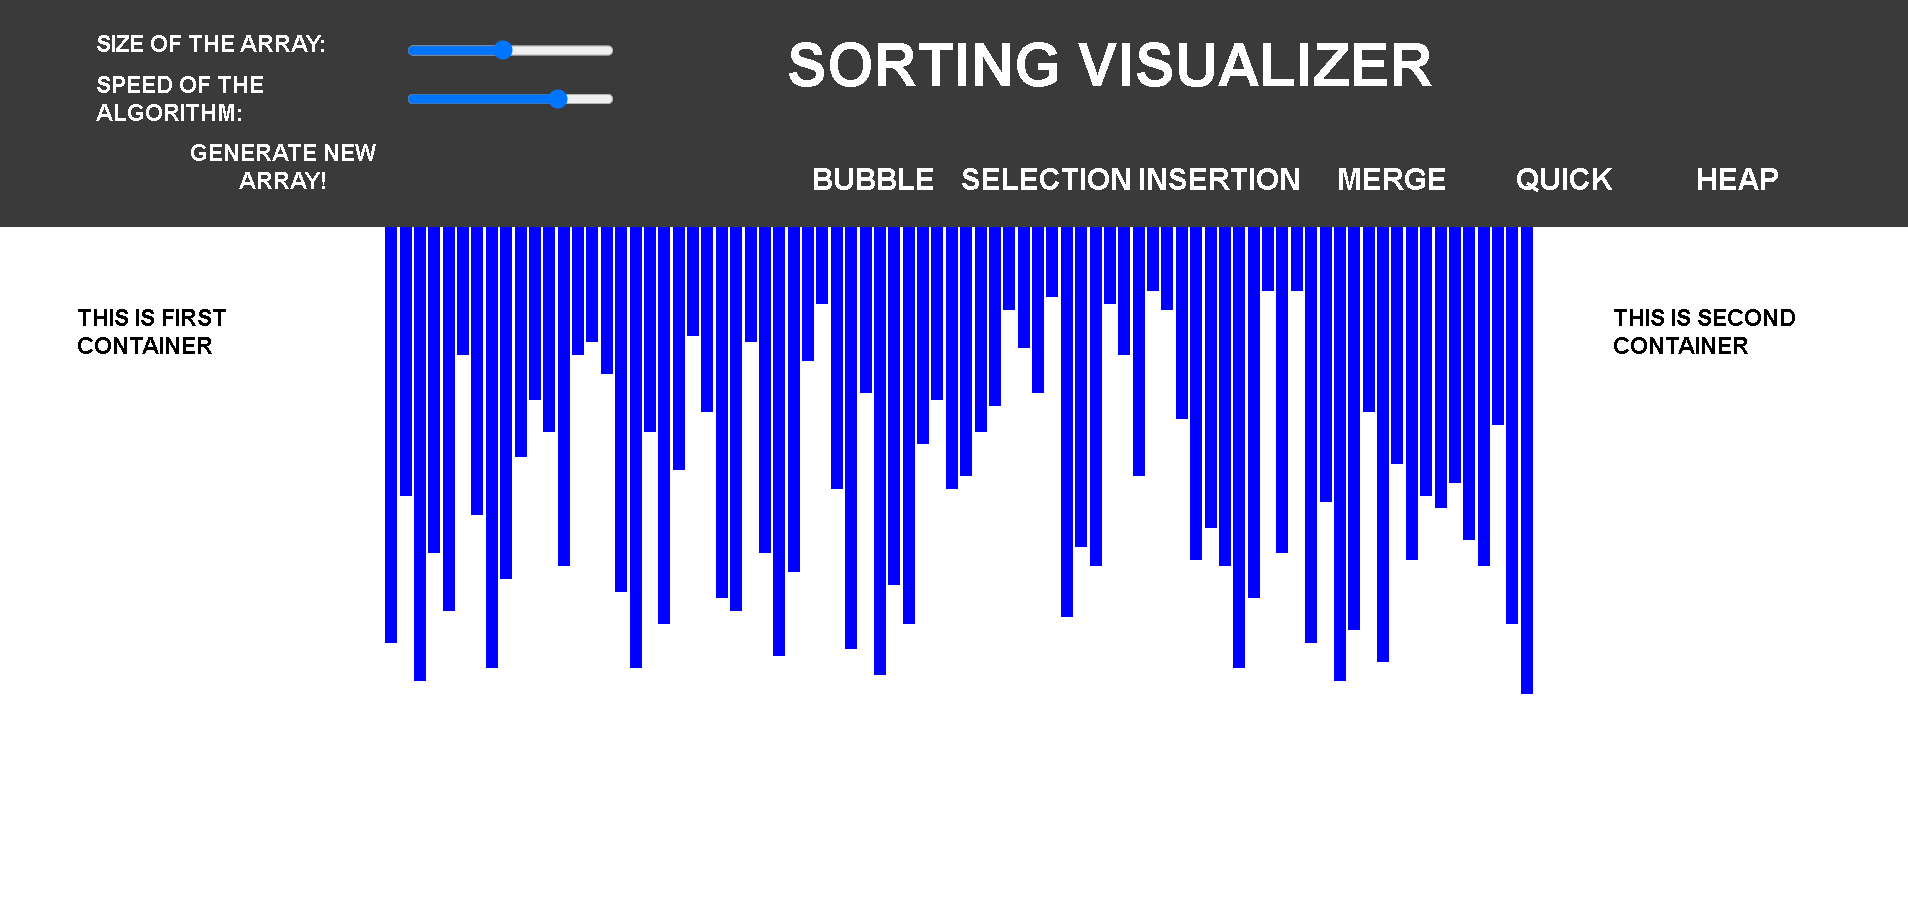 SIZE OF THE ARRAY:
SPEED OF THE
ALGORITHM:
GENERATE NEW
ARRAY!
SORTING VISUALIZER
BUBBLE SELECTION INSERTION MERGE QUICK HEAP
THIS IS FIRST
CONTAINER
THIS IS SECOND
CONTAINER